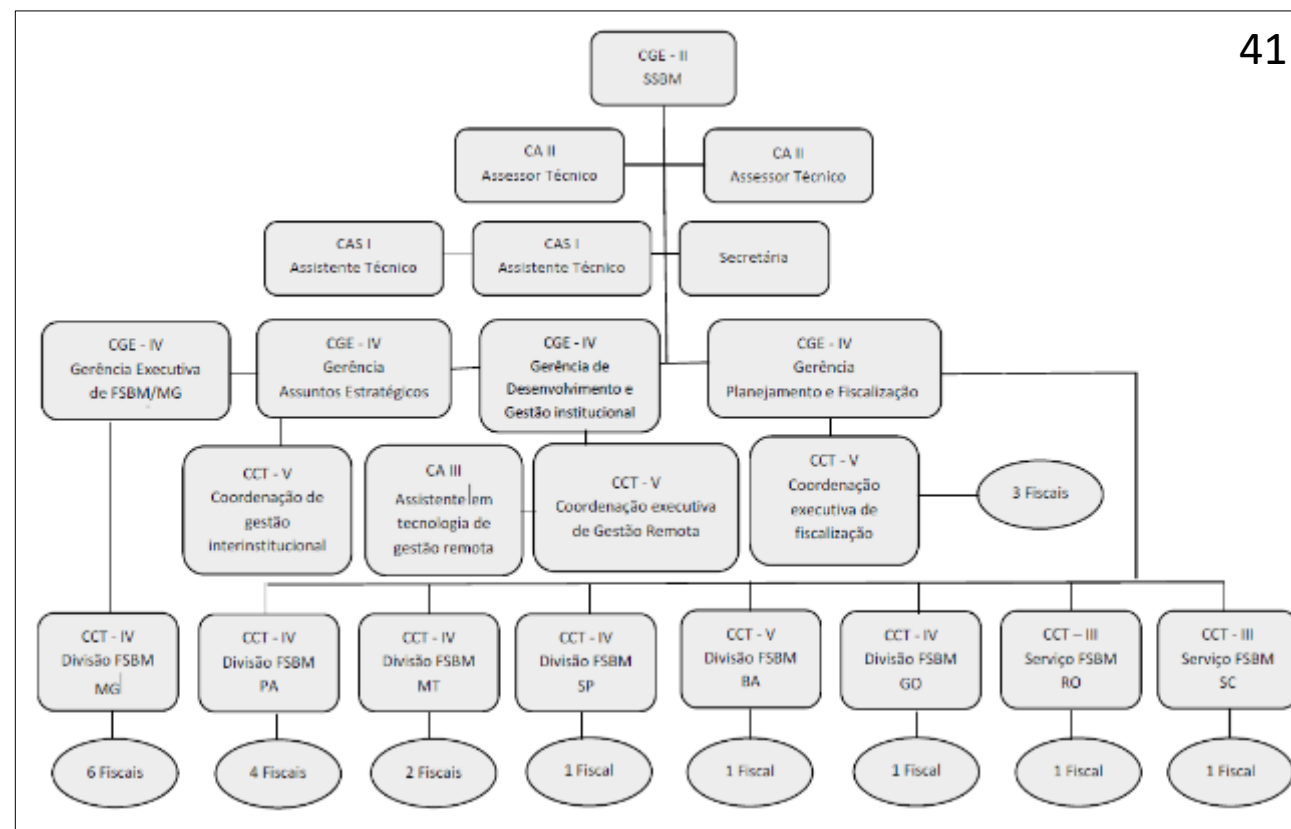 41
CGE - II
SSBM
CA II
Assessor Técnico
CA II
Assessor Técnico
CAS I
Assistente Técnico
CAS I
Assistente Técnico
Secretária
CGE - IV
Gerência Executiva
de FSBM/MG
CGE - IV
Gerência
Assuntos Estratégicos
CGE - IV
Gerência de
Desenvolvimento e
Gestão institucional
CGE - IV
Gerência
Planejamento e Fiscalização
CCT - V
Coordenação de
gestão
interinstitucional
CA III
Assistente em
tecnologia de
gestão remota
CCT - V
Coordenação executiva
de Gestão Remota
CCT - V
Coordenação
executiva de
fiscalização
3 Fiscais
CCT - IV
Divisão FSBM
MG
CCT - IV
Divisão FSBM
PA
CCT - IV
Divisão FSBM
MT
CCT - IV
Divisão FSBM
SP
CCT - V
Divisão FSBM
BA
CCT - IV
Divisão FSBM
GO
CCT – III
Serviço FSBM
RO
CCT - III
Serviço FSBM
SC
6 Fiscais
4 Fiscais
2 Fiscais
1 Fiscal
1 Fiscal
1 Fiscal
1 Fiscal
1 Fiscal